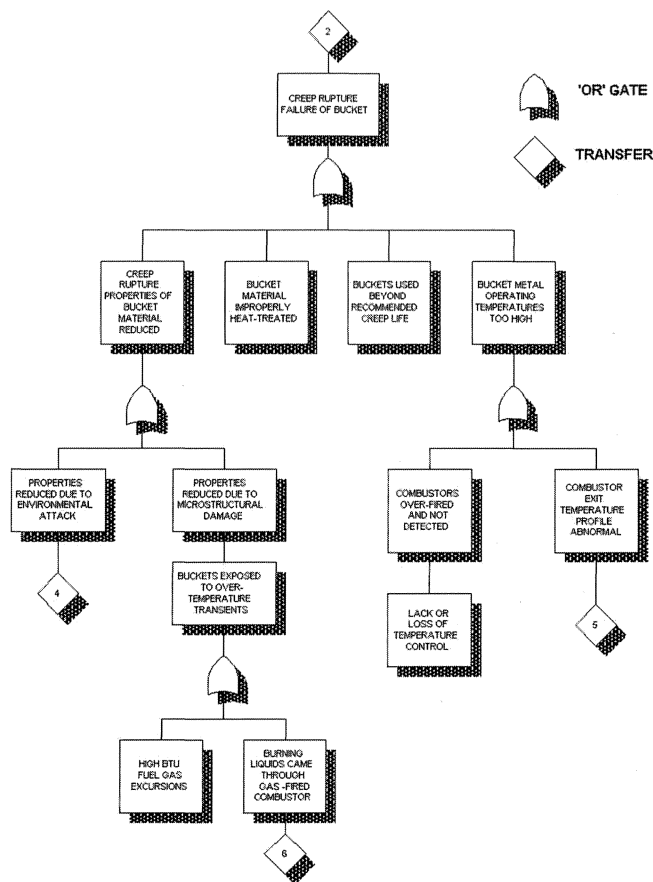 2
CREEP RUPTURE
FAILURE OF BUCKET
'OR' GATE
TRANSFER
CREEP
RUPTURE
PROPERTIES OF
BUCKET
MATERIAL
REDUCED
BUCKET
MATERIAL
IMPROPERLY
HEAT-TREATED
BUCKETS USED
BEYOND
RECOMMENDED
CREEP LIFE
BUCKET METAL
OPERATING
TEMPERATURES
TOO HIGH
PROPERTIES
REDUCED DUE TO
ENVIRONMENTAL
ATTACK
PROPERTIES
REDUCED DUE TO
MICROSTRUCTURAL
DAMAGE
COMBUSTORS
OVER-FIRED
AND NOT
DETECTED
COMBUSTOR
EXIT
TEMPERATURE
PROFILE
ABNORMAL
4
BUCKETS EXPOSED
TO OVER-
TEMPERATURE
TRANSIENTS
LACK OR
LOSS OF
TEMPERATURE
CONTROL
5
HIGH BTU
FUEL GAS
EXCURSIONS
BURNING
LIQUIDS CAME
THROUGH
GAS -FIRED
COMBUSTOR
6